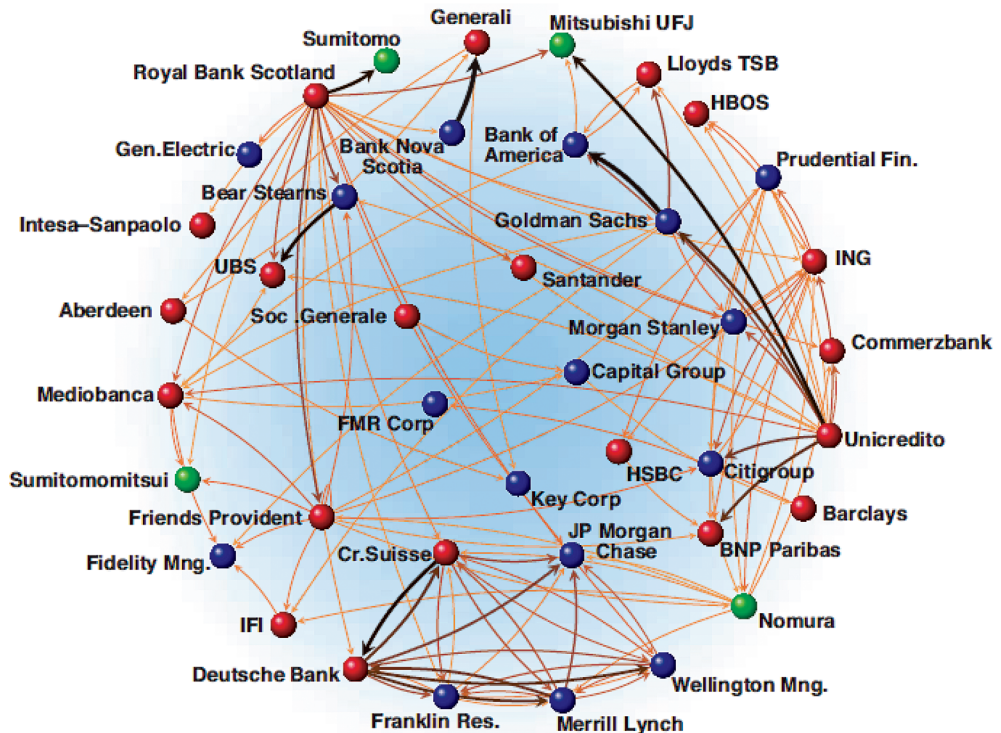 Generali
Mitsubishi UFJ
Sumitomo
Royal Bank Scotland
Lloyds TSB
HBOS
Gen.Electric.
Bank Nova
Scotia
Bank of
America
Prudential Fin.
Bear Stearns
Intesa–Sanpaolo
Goldman Sachs
UBS
Santander
ING
Aberdeen
Soc .Generale
Morgan Stanley
Commerzbank
Mediobanca
Capital Group
FMR Corp
Unicredito
HSBC
Citigroup
Sumitomomitsui
Key Corp
Barclays
Friends Provident
JP Morgan
Chase
BNP Paribas
Cr.Suisse
Fidelity Mng.
IFI
Nomura
Deutsche Bank
Wellington Mng.
Franklin Res.
Merrill Lynch